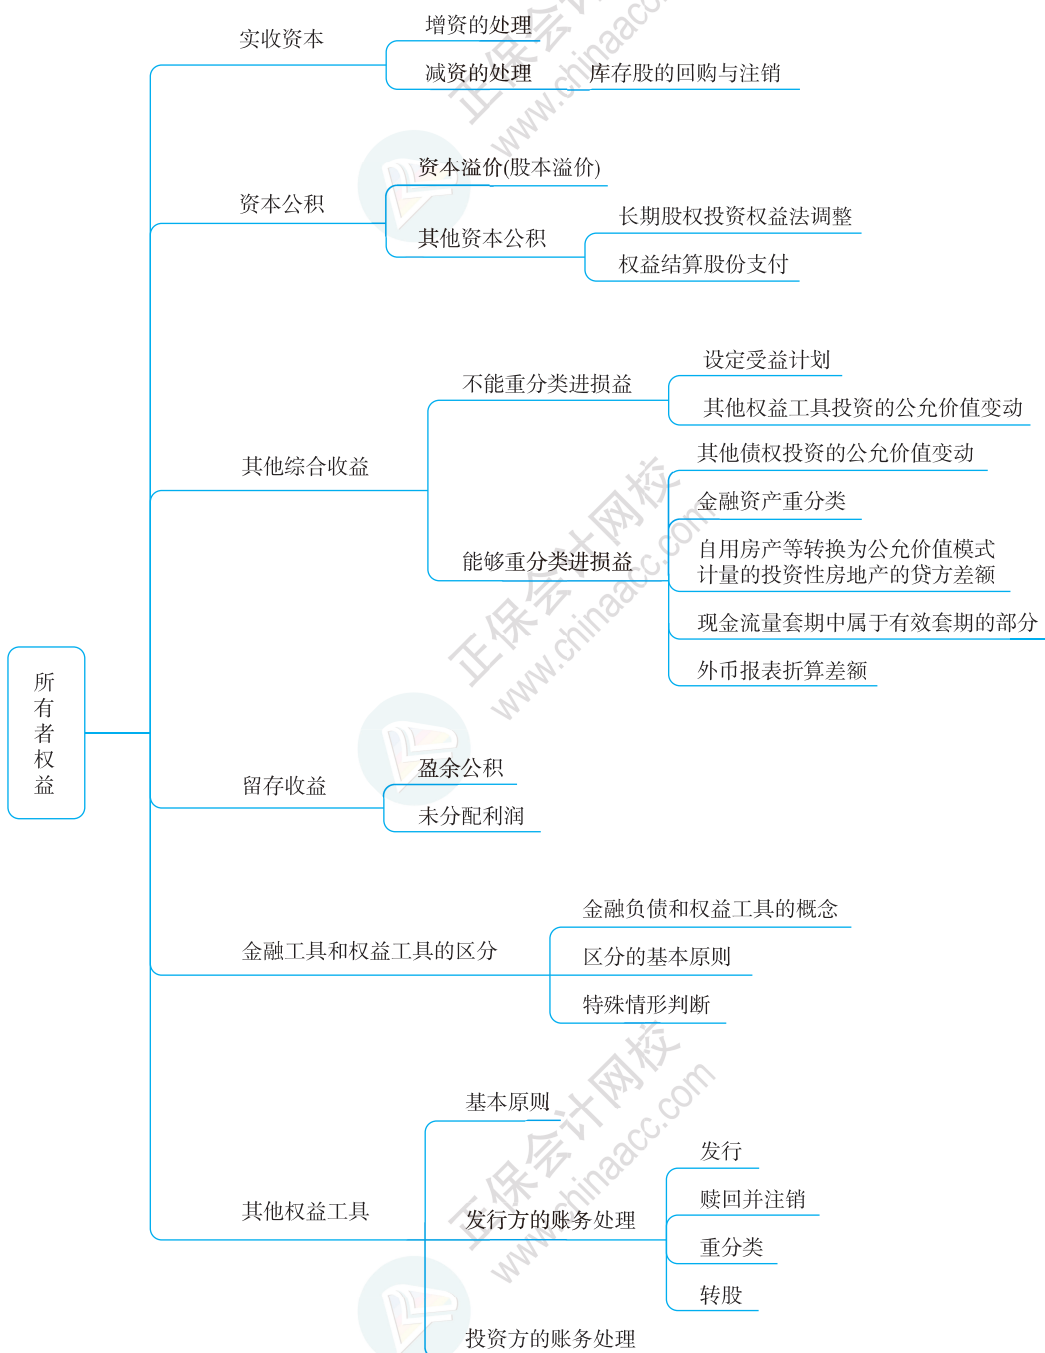 实收资本
增资的处理
减资的处理
库存股的回购与注销
资本公积
资本溢价(股本溢价)
其他资本公积
长期股权投资权益法调整
权益结算股份支付
其他综合收益
不能重分类进损益
设定受益计划
其他权益工具投资的公允价值变动
能够重分类进损益
其他债权投资的公允价值变动
金融资产重分类
自用房产等转换为公允价值模式
计量的投资性房地产的贷方差额
现金流量套期中属于有效套期的部分
外币报表折算差额
所有者权益
留存收益
盈余公积
未分配利润
金融工具和权益工具的区分
金融负债和权益工具的概念
区分的基本原则
特殊情形判断
其他权益工具
基本原则
发行方的账务处理
发行
赎回并注销
重分类
转股
投资方的账务处理
正保会计网校
www.chinaacc.com
正保会计网校
www.chinaacc.com
正保会计网校
www.chinaacc.com